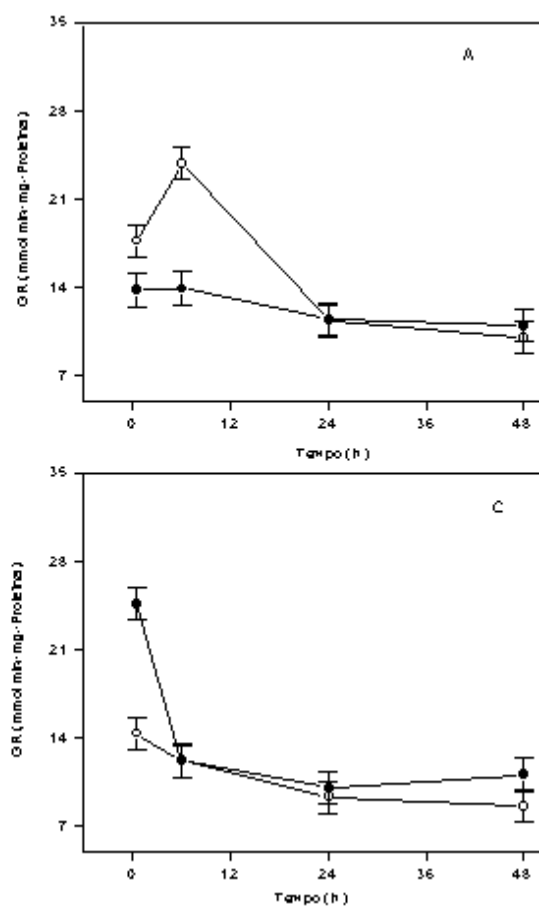 35
A
28
21
14
7
GR (mmol min- mg- Proteína)
0 12 24 36 48
Tempo (h)
35
C
28
21
14
7
GR (mmol min- mg- Proteína)
0 12 24 36 48
Tempo (h)